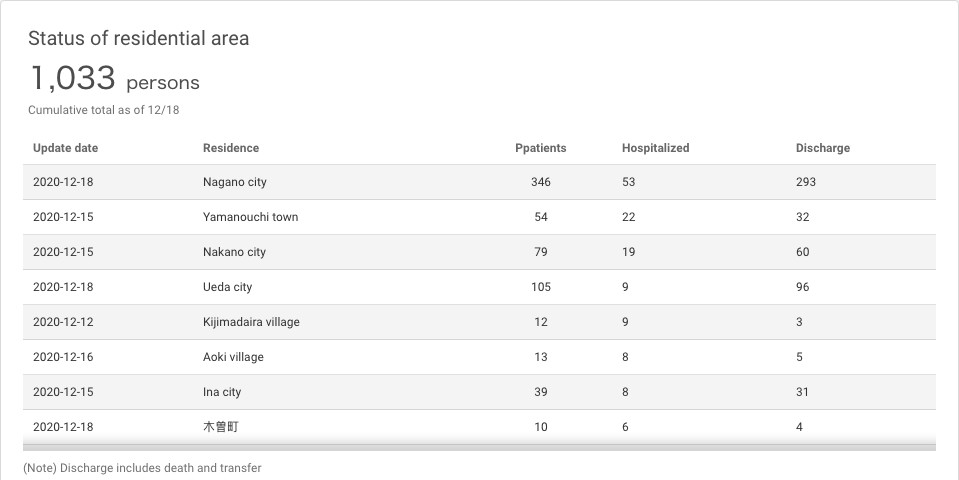 Status of residential area
1,033 persons
Cumulative total as of 12/18
Update date Residence Ppatients Hospitalized Discharge
2020-12-18 Nagano city 346 53 293
2020-12-15 Yamanouchi town 54 22 32
2020-12-15 Nakano city 79 19 60
2020-12-18 Ueda city 105 9 96
2020-12-12 Kijimadaira village 12 9 3
2020-12-16 Aoki village 13 8 5
2020-12-15 Ina city 39 8 31
2020-12-18 木曽町 10 6 4
(Note) Discharge includes death and transfer